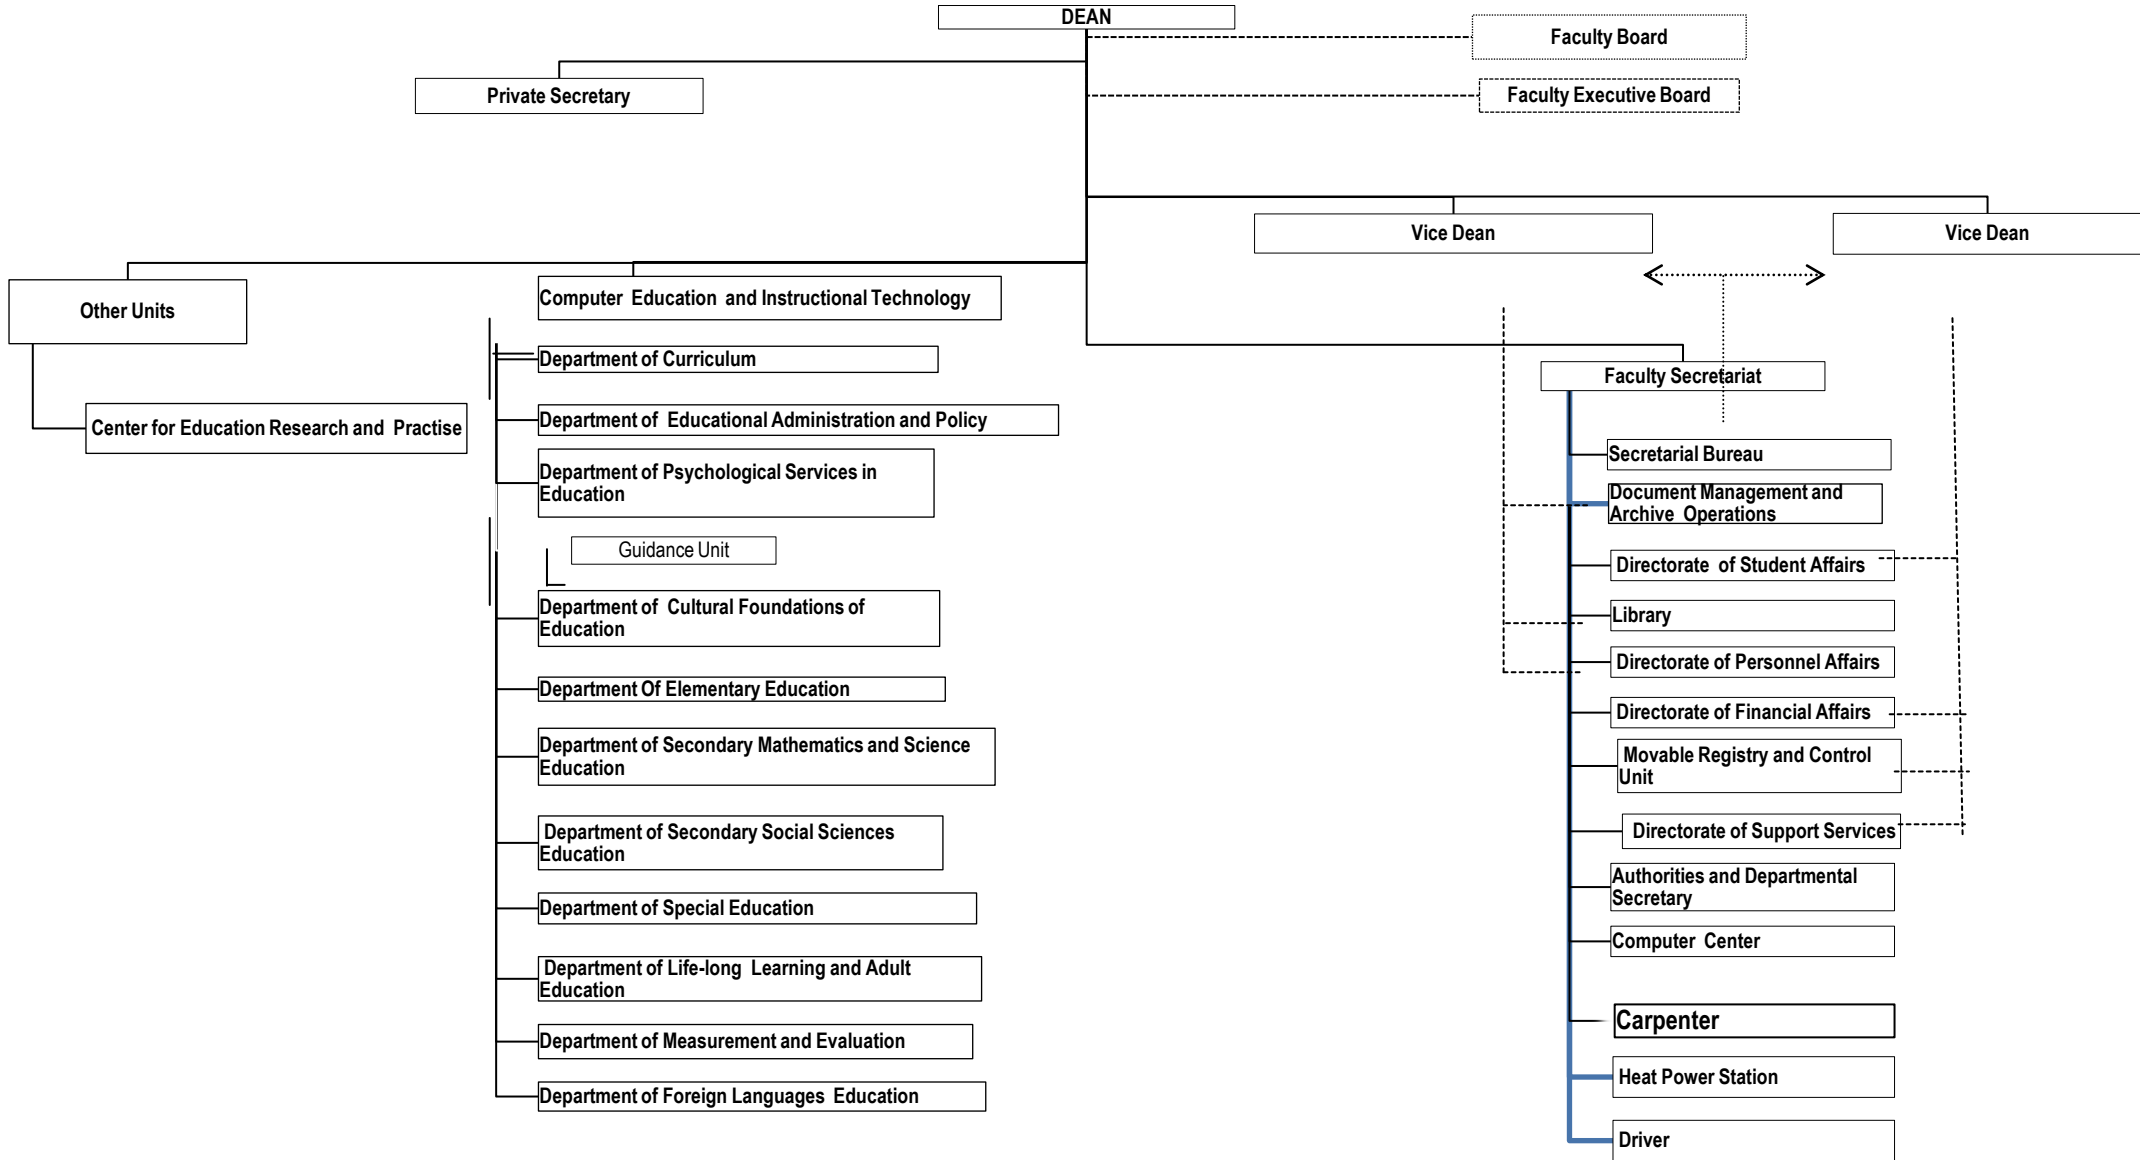 DEAN
Faculty Board
Private Secretary
Faculty Executive Board
Vice Dean
Vice Dean
Other Units
Center for Education Research and Practise
Computer Education and Instructional Technology
Department of Curriculum
Department of Educational Administration and Policy
Department of Psychological Services in
Education
Guidance Unit
Department of Cultural Foundations of
Education
Department Of Elementary Education
Department of Secondary Mathematics and Science
Education
Department of Secondary Social Sciences
Education
Department of Special Education
Department of Life-long Learning and Adult
Education
Department of Measurement and Evaluation
Department of Foreign Languages Education
Faculty Secretariat
Secretarial Bureau
Document Management and
Archive Operations
Directorate of Student Affairs
Library
Directorate of Personnel Affairs
Directorate of Financial Affairs
Movable Registry and Control
Unit
Directorate of Support Services
Authorities and Departmental
Secretary
Computer Center
Carpenter
Heat Power Station
Driver